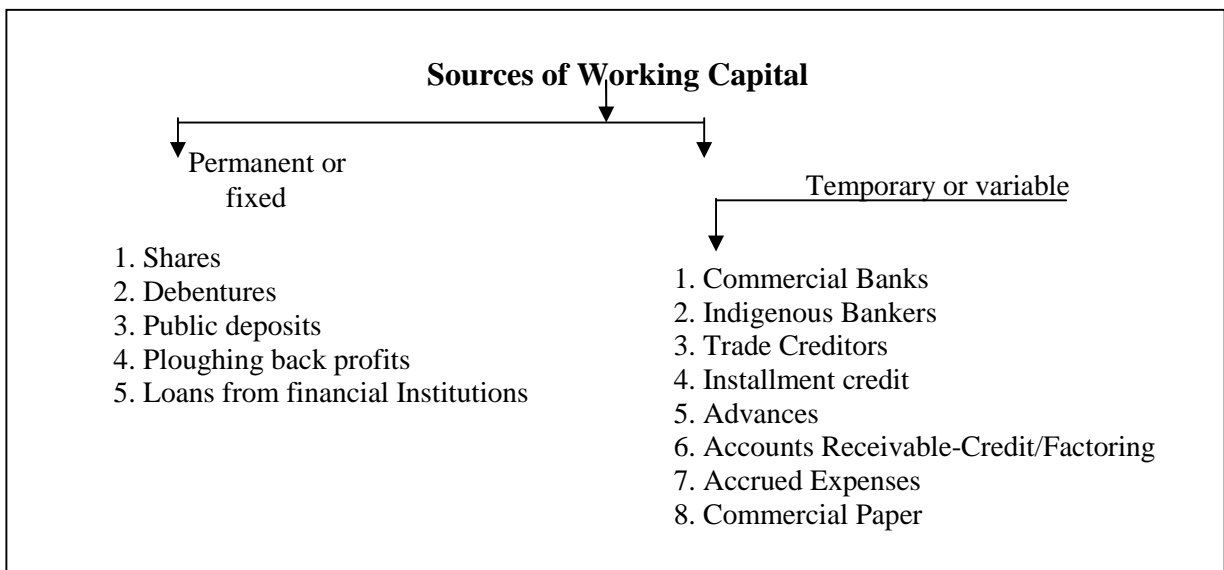 Sources of Working Capital
Permanent or
fixed
1. Shares
2. Debentures
3. Public deposits
4. Ploughing back profits
5. Loans from financial Institutions
Temporary or variable
1. Commercial Banks
2. Indigenous Bankers
3. Trade Creditors
4. Installment credit
5. Advances
6. Accounts Receivable-Credit/Factoring
7. Accrued Expenses
8. Commercial Paper